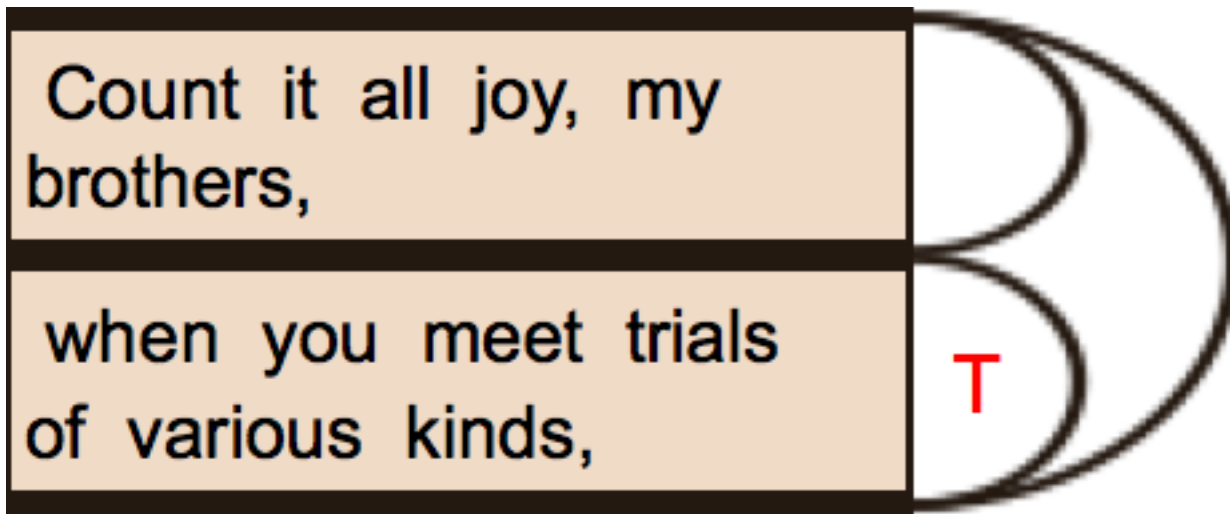 Count it all joy, my
brothers,
when you meet trials
of various kinds,
T